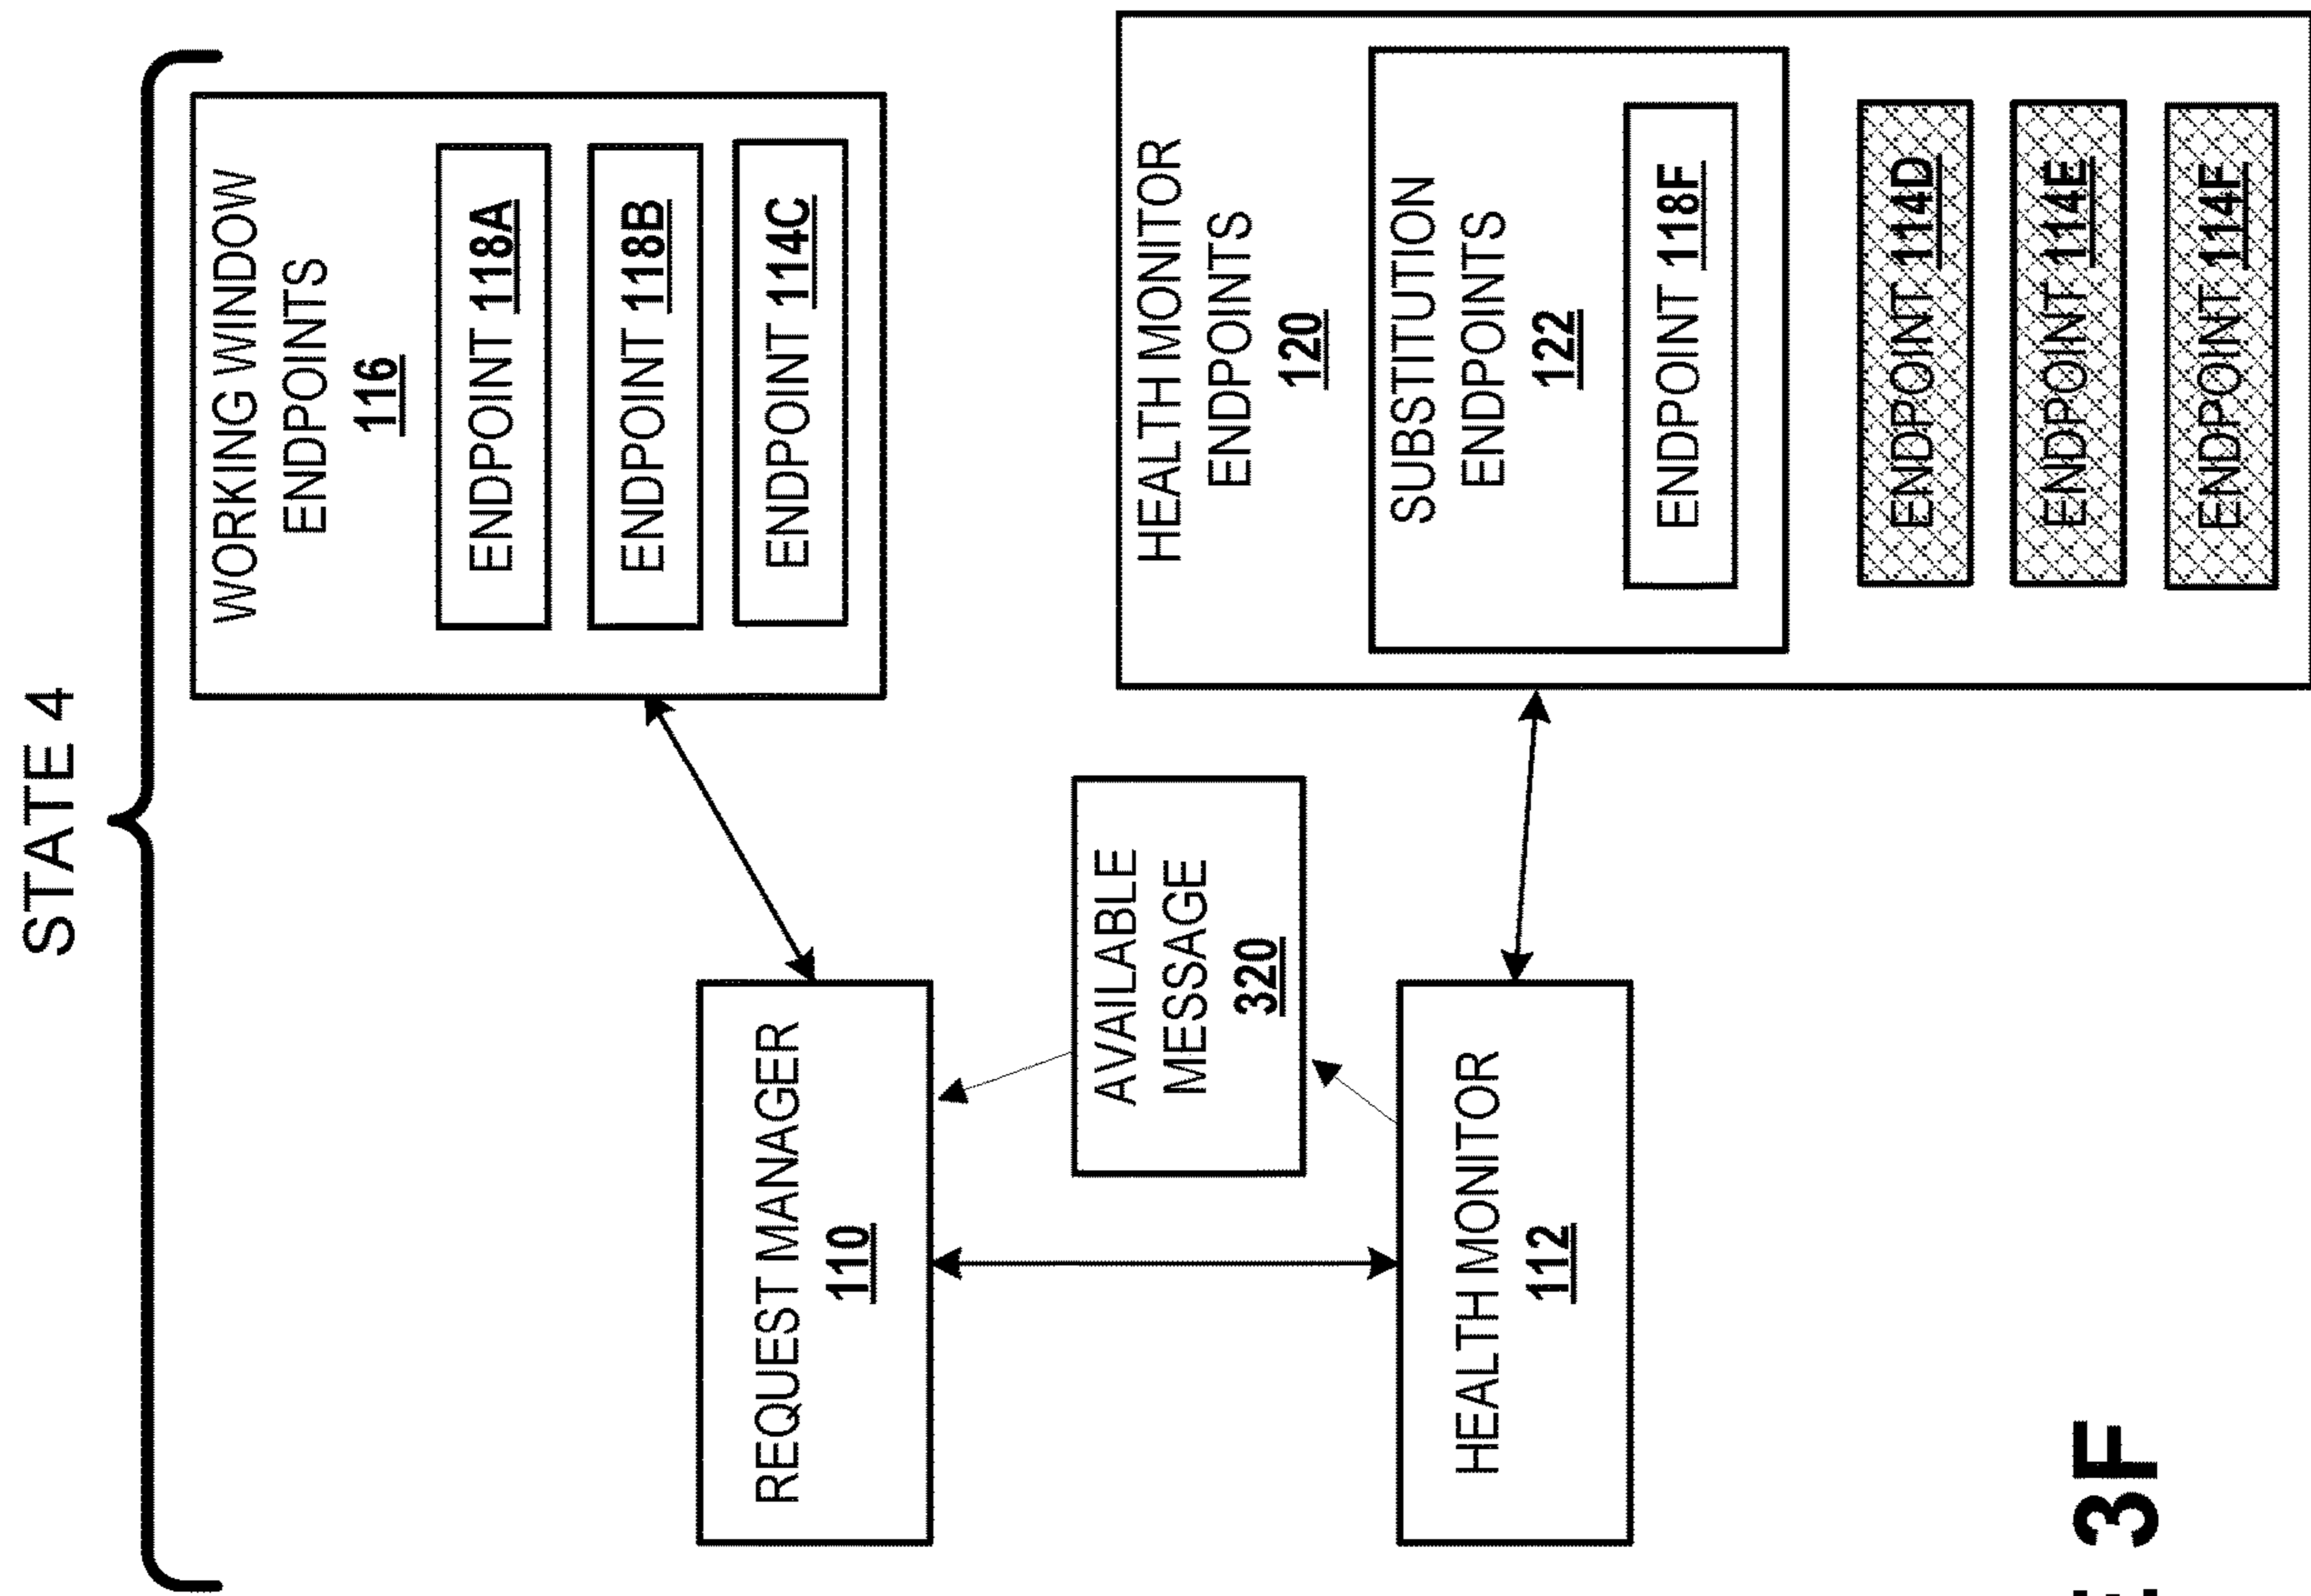 STATE 4
WORKING WINDOW
ENDPOINTS
116
ENDPOINT 118A
ENDPOINT 118B
ENDPOINT 114C
REQUEST MANAGER
110
AVAILABLE
MESSAGE
320
HEALTH MONITOR
112
HEALTH MONITOR
ENDPOINTS
120
SUBSTITUTION
ENDPOINTS
122
ENDPOINT 118F
ENDPOINT 114D
ENDPOINT 114E
ENDPOINT 114F
3F